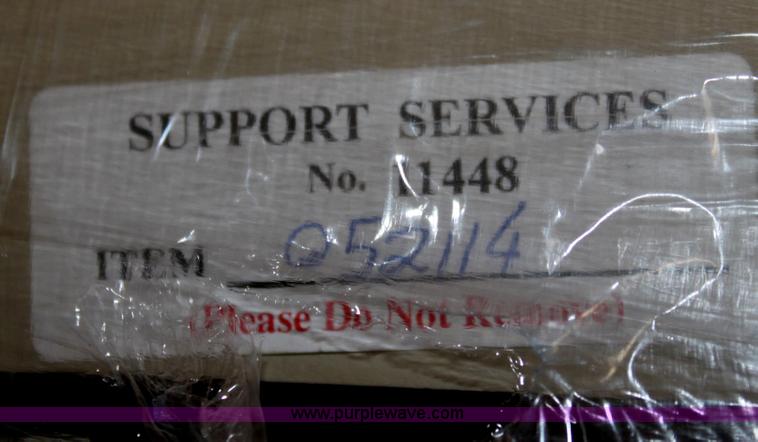 SUPPORT SERVICES
No. 11448
ITEM 052114
(Please Do Not Remove)
www.purplewave.com